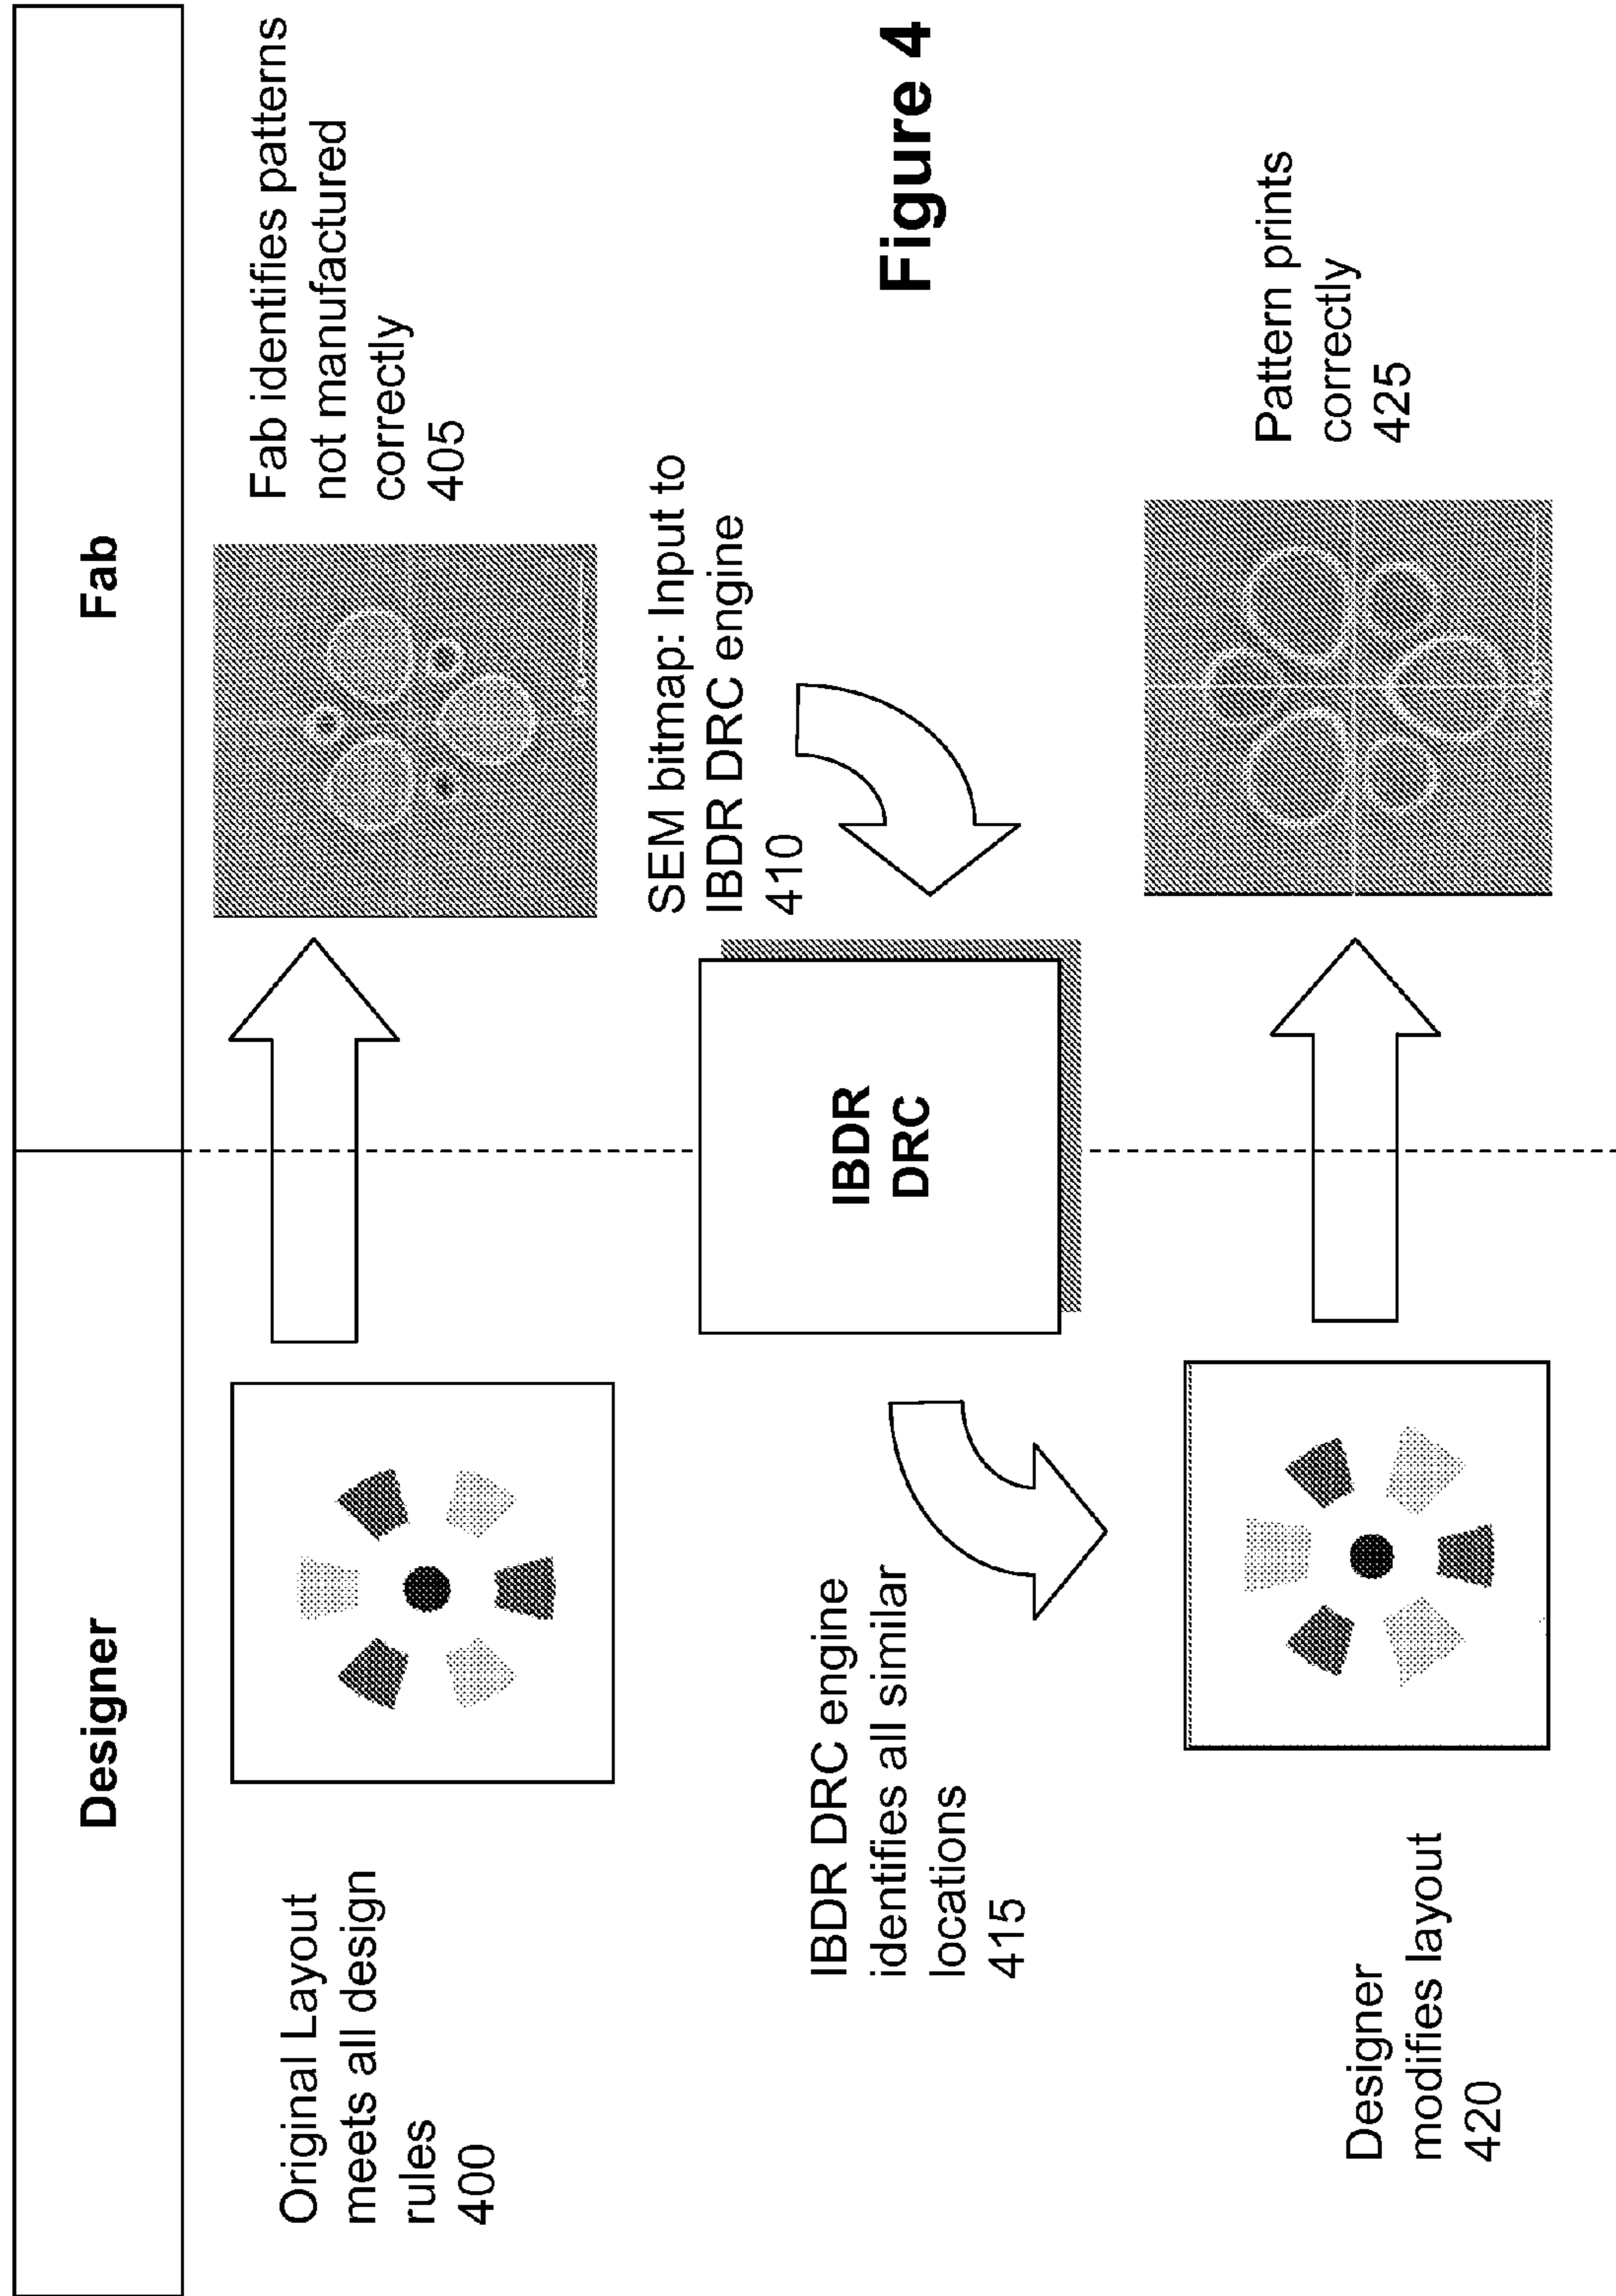 Designer
Fab
Original Layout
meets all design
rules
400
Fab identifies patterns
not manufactured
correctly
405
SEM bitmap: Input to
IBDR DRC engine
410
IBDR
DRC
IBDR DRC engine
identifies all similar
locations
415
Figure 4
Designer
modifies layout
420
Pattern prints
correctly
425